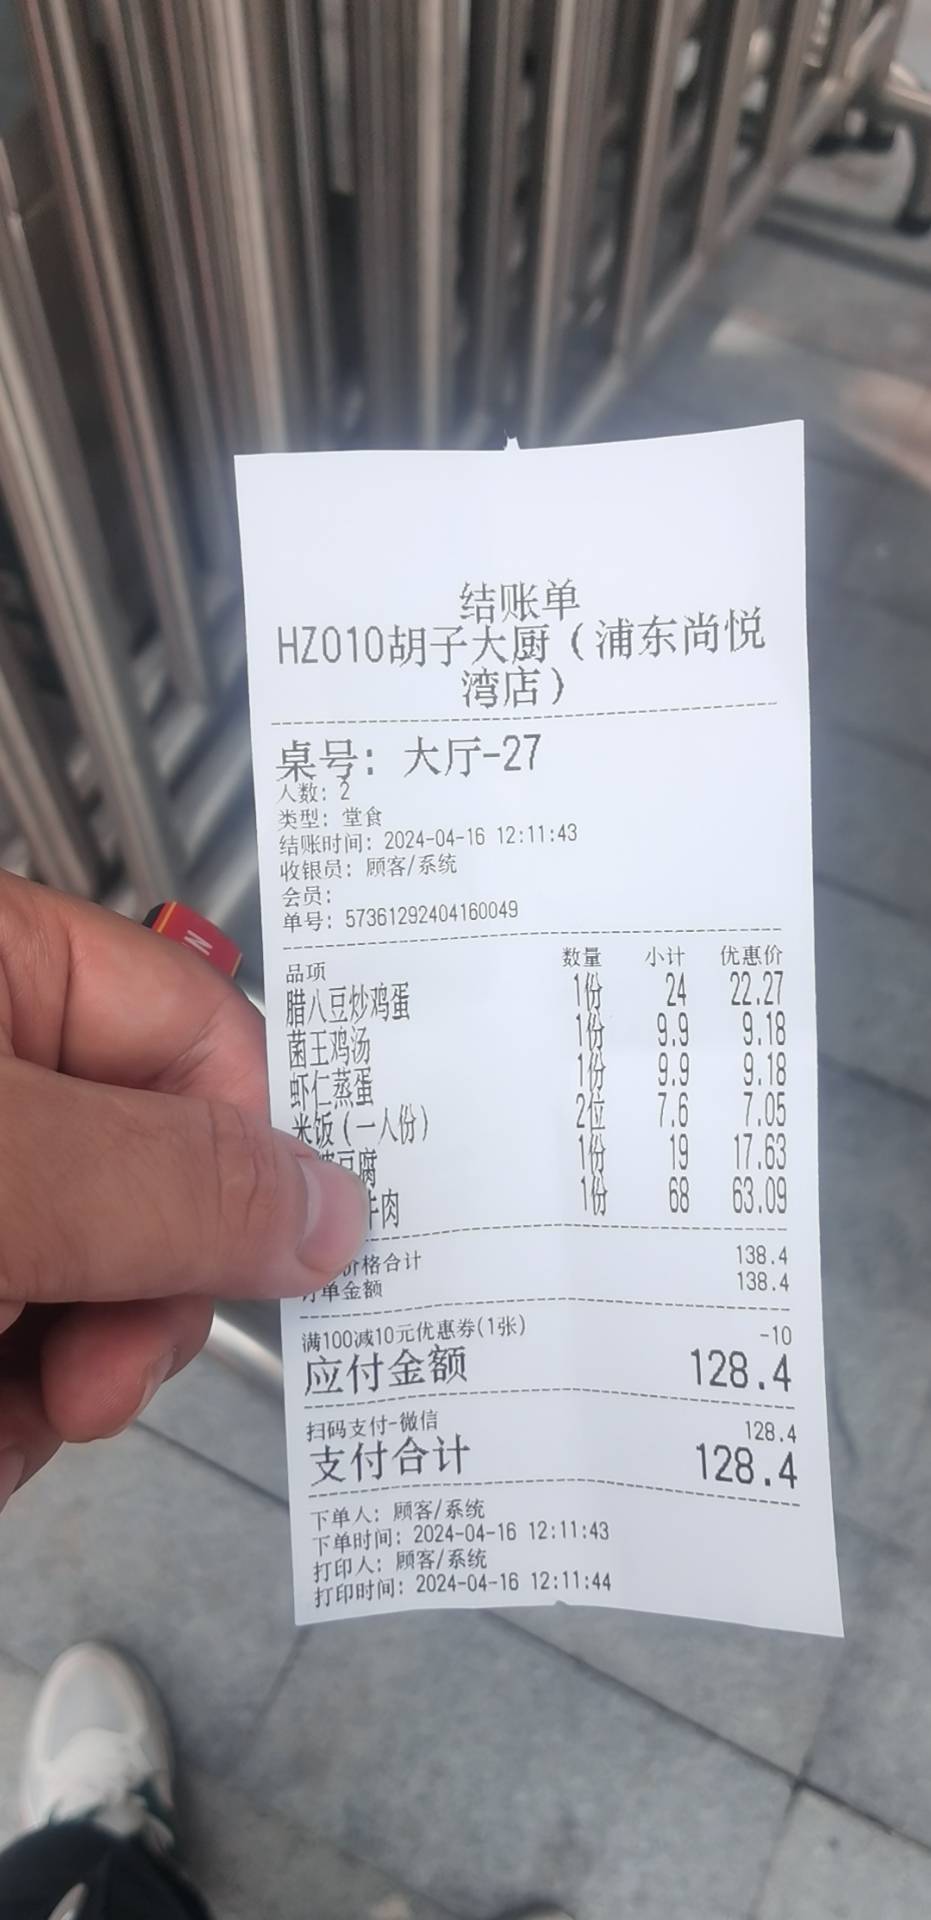 结账单
HZ010胡子大厨(浦东尚悦
湾店)
桌号: 大厅-27
人数: 2
类型: 堂食
结账时间: 2024-04-16 12:11:43
收银员: 顾客/系统
会员:
单号: 57361292404160049
品项 数量 小计 优惠价
腊八豆炒鸡蛋 1份 24 22.27
菌王鸡汤 1份 9.9 9.18
虾仁蒸蛋 1份 9.9 9.18
米饭(一人份) 2位 7.6 7.05
豆腐 1份 19 17.63
牛肉 1份 68 63.09
价格合计 138.4
订单金额 138.4
满100减10元优惠券(1张) -10
应付金额 128.4
扫码支付-微信 128.4
支付合计 128.4
下单人: 顾客/系统
下单时间: 2024-04-16 12:11:43
打印人: 顾客/系统
打印时间: 2024-04-16 12:11:44